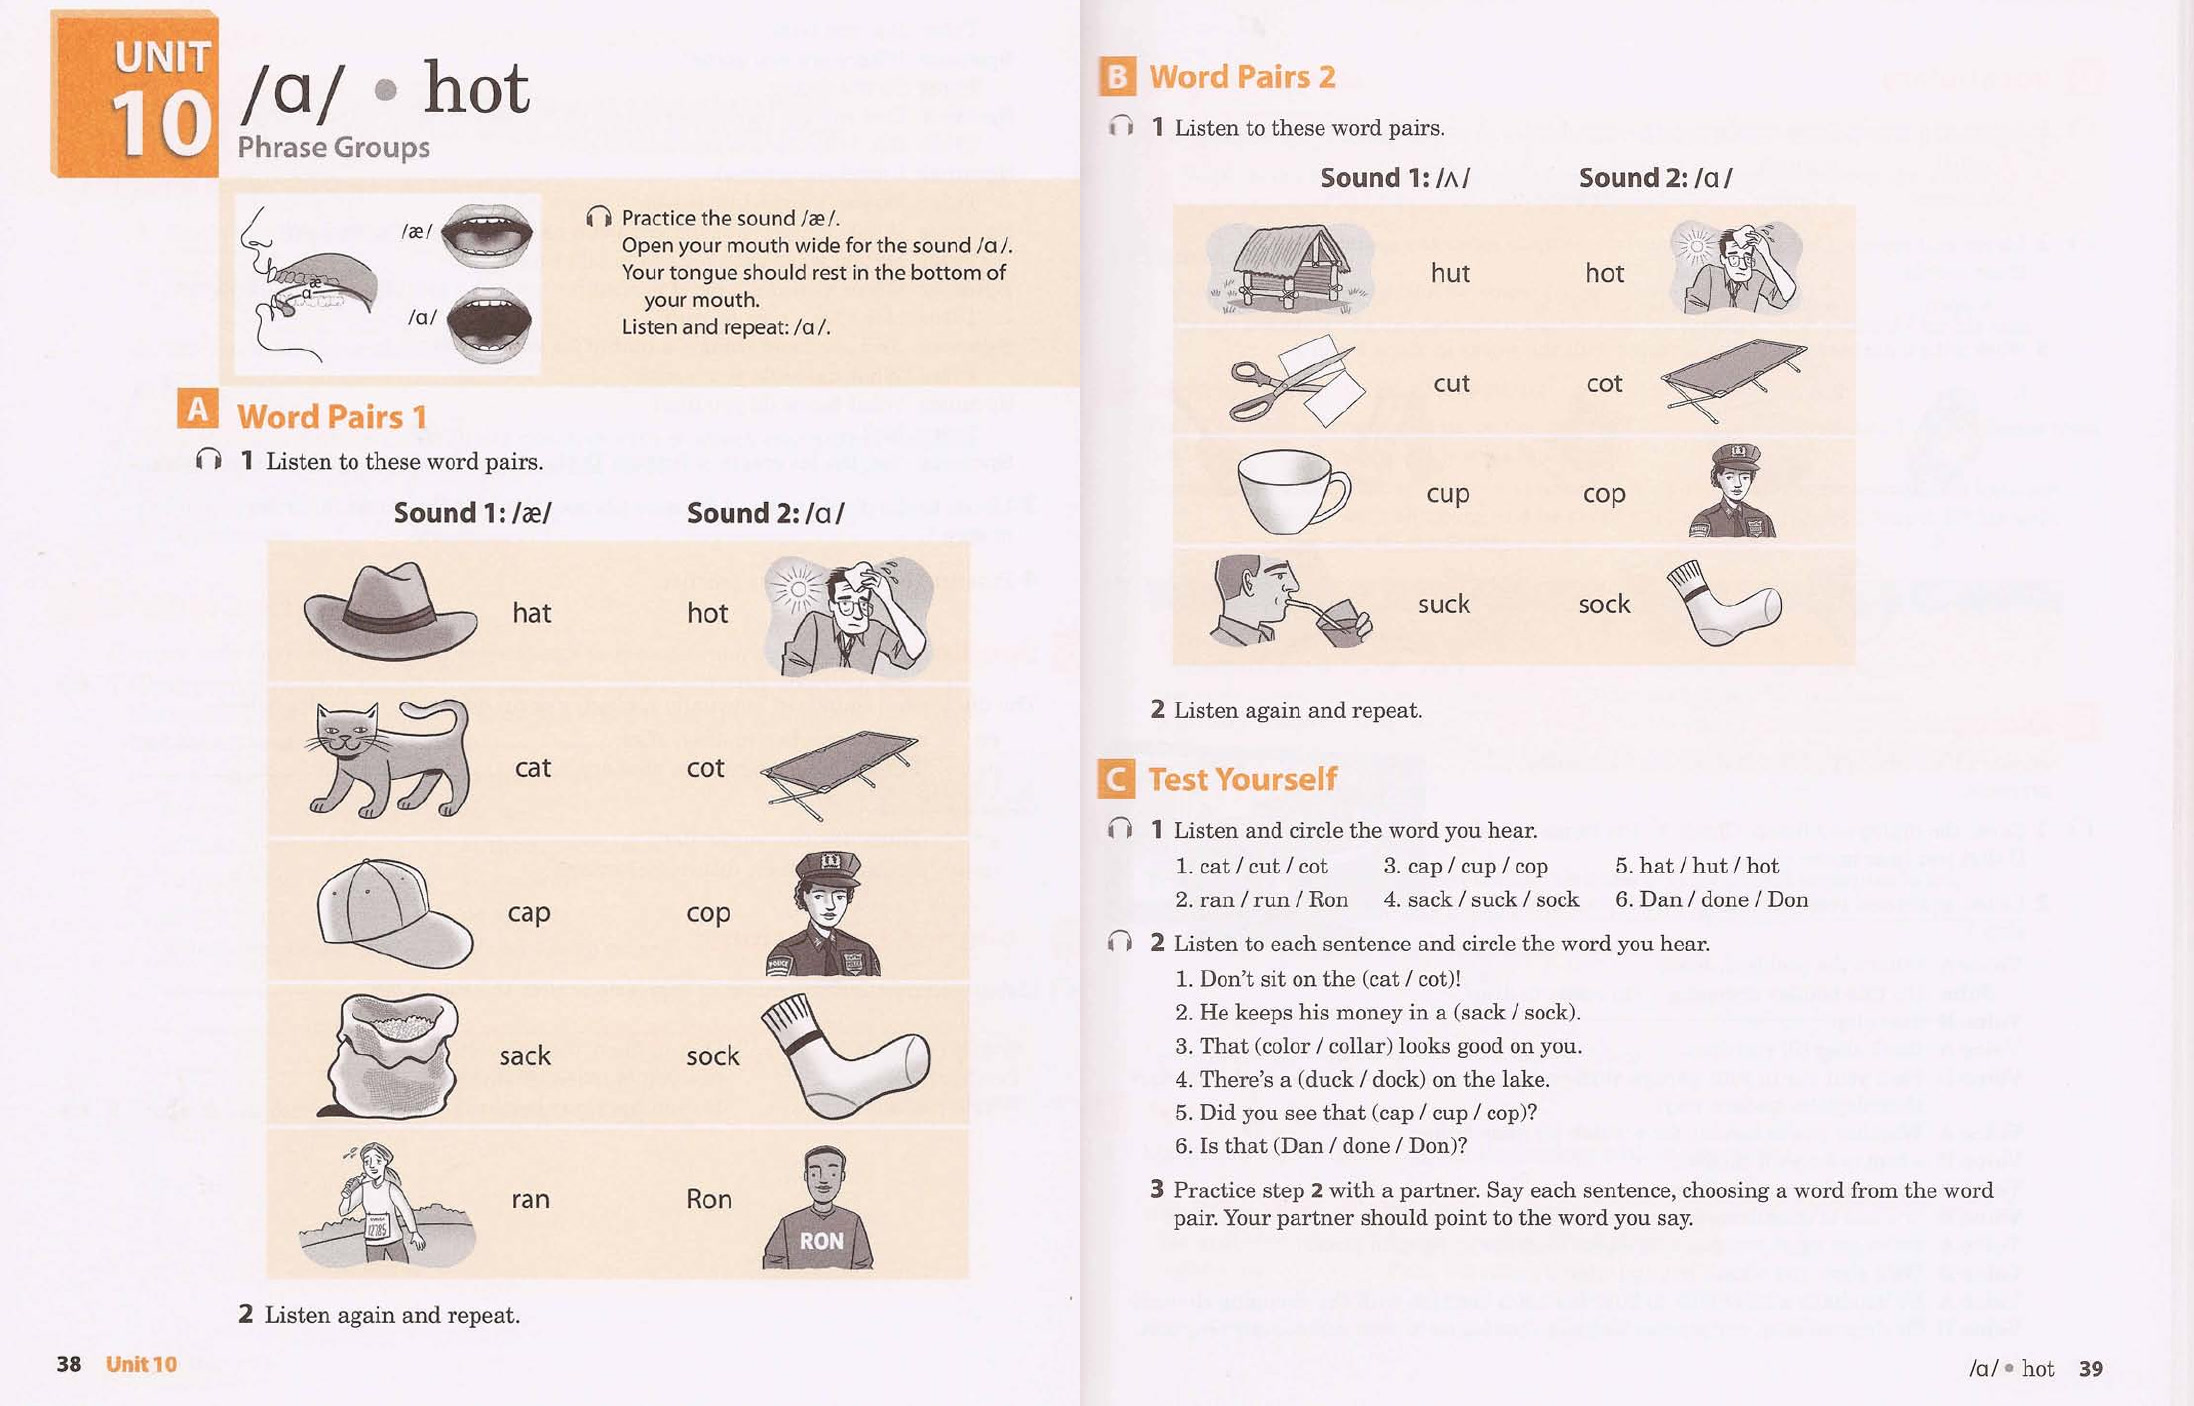 UNIT
10
/ɑ/ • hot
Phrase Groups
/æ/
æ
ɑ
/ɑ/
Practice the sound /æ/.
Open your mouth wide for the sound /ɑ/.
Your tongue should rest in the bottom of
your mouth.
Listen and repeat: /ɑ/.
A Word Pairs 1
1 Listen to these word pairs.
Sound 1: /æ/ Sound 2: /ɑ/
hat hot
cat cot
cap cop
POLICE
sack sock
ran Ron
12785
RON
2 Listen again and repeat.
38 Unit 10
B Word Pairs 2
1 Listen to these word pairs.
Sound 1: /ʌ/ Sound 2: /ɑ/
hut hot
cut cot
cup cop
POLICE
suck sock
2 Listen again and repeat.
C Test Yourself
1 Listen and circle the word you hear.
1. cat / cut / cot 3. cap / cup / cop 5. hat / hut / hot
2. ran / run / Ron 4. sack / suck / sock 6. Dan / done / Don
2 Listen to each sentence and circle the word you hear.
1. Don't sit on the (cat / cot)!
2. He keeps his money in a (sack / sock).
3. That (color / collar) looks good on you.
4. There's a (duck / dock) on the lake.
5. Did you see that (cap / cup / cop)?
6. Is that (Dan / done / Don)?
3 Practice step 2 with a partner. Say each sentence, choosing a word from the word
pair. Your partner should point to the word you say.
/ɑ/ • hot 39